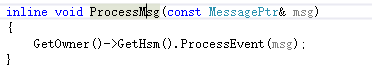 inline void ProcessMsg(const MessagePtr& msg)
{
    GetOwner()->GetHsm().ProcessEvent(msg);
}